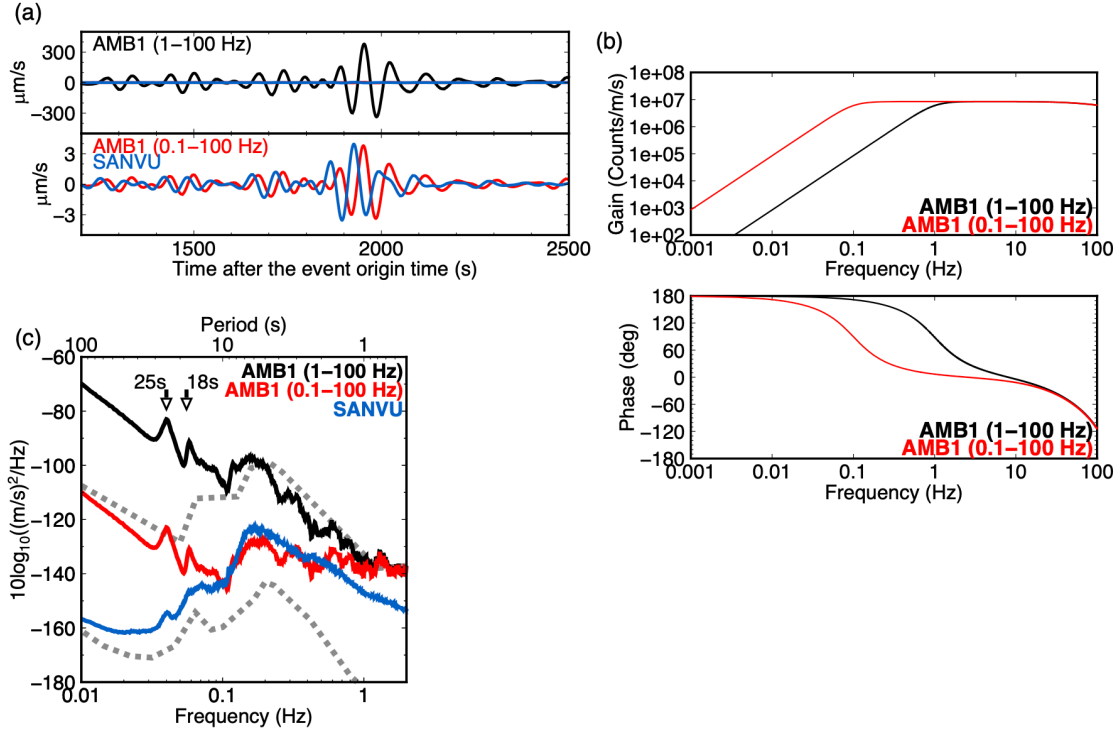 (a)
AMB1 (1–100 Hz)
300
0
−300
μm/s
AMB1 (0.1–100 Hz)
SANVU
3
0
−3
μm/s
1500 2000 2500
Time after the event origin time (s)
(b)
1e+08
1e+07
1e+06
1e+05
1e+04
1e+03
1e+02
Gain (Counts/m/s)
AMB1 (1–100 Hz)
AMB1 (0.1–100 Hz)
0.001 0.01 0.1 1 10 100
Frequency (Hz)
180
120
60
0
−60
−120
−180
Phase (deg)
AMB1 (1–100 Hz)
AMB1 (0.1–100 Hz)
0.001 0.01 0.1 1 10 100
Frequency (Hz)
(c)
Period (s)
100 10 1
−60
−80
−100
−120
−140
−160
−180
10log10((m/s)2/Hz)
25s 18s
AMB1 (1–100 Hz)
AMB1 (0.1–100 Hz)
SANVU
0.01 0.1 1
Frequency (Hz)